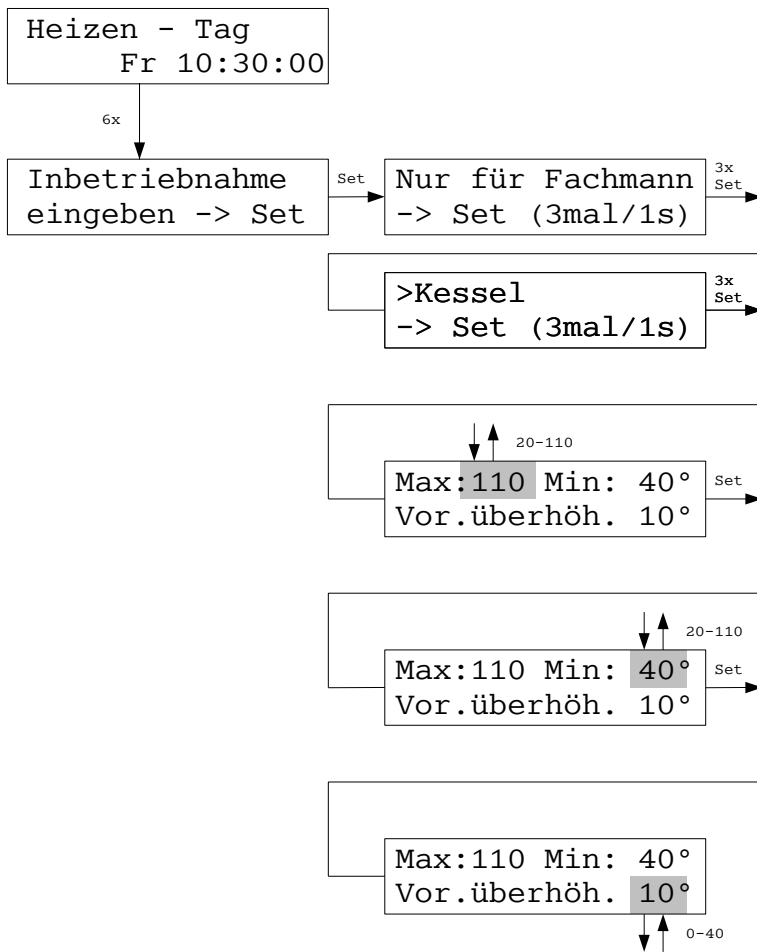 Heizen - Tag
Fr 10:30:00
6x
Inbetriebnahme
eingeben -> Set
Set
Nur für Fachmann
-> Set (3mal/1s)
3x
Set
>Kessel
-> Set (3mal/1s)
3x
Set
20-110
Max:110 Min: 40°
Vor.überhöh. 10°
Set
20-110
Max:110 Min: 40°
Vor.überhöh. 10°
Set
Max:110 Min: 40°
Vor.überhöh. 10°
0-40